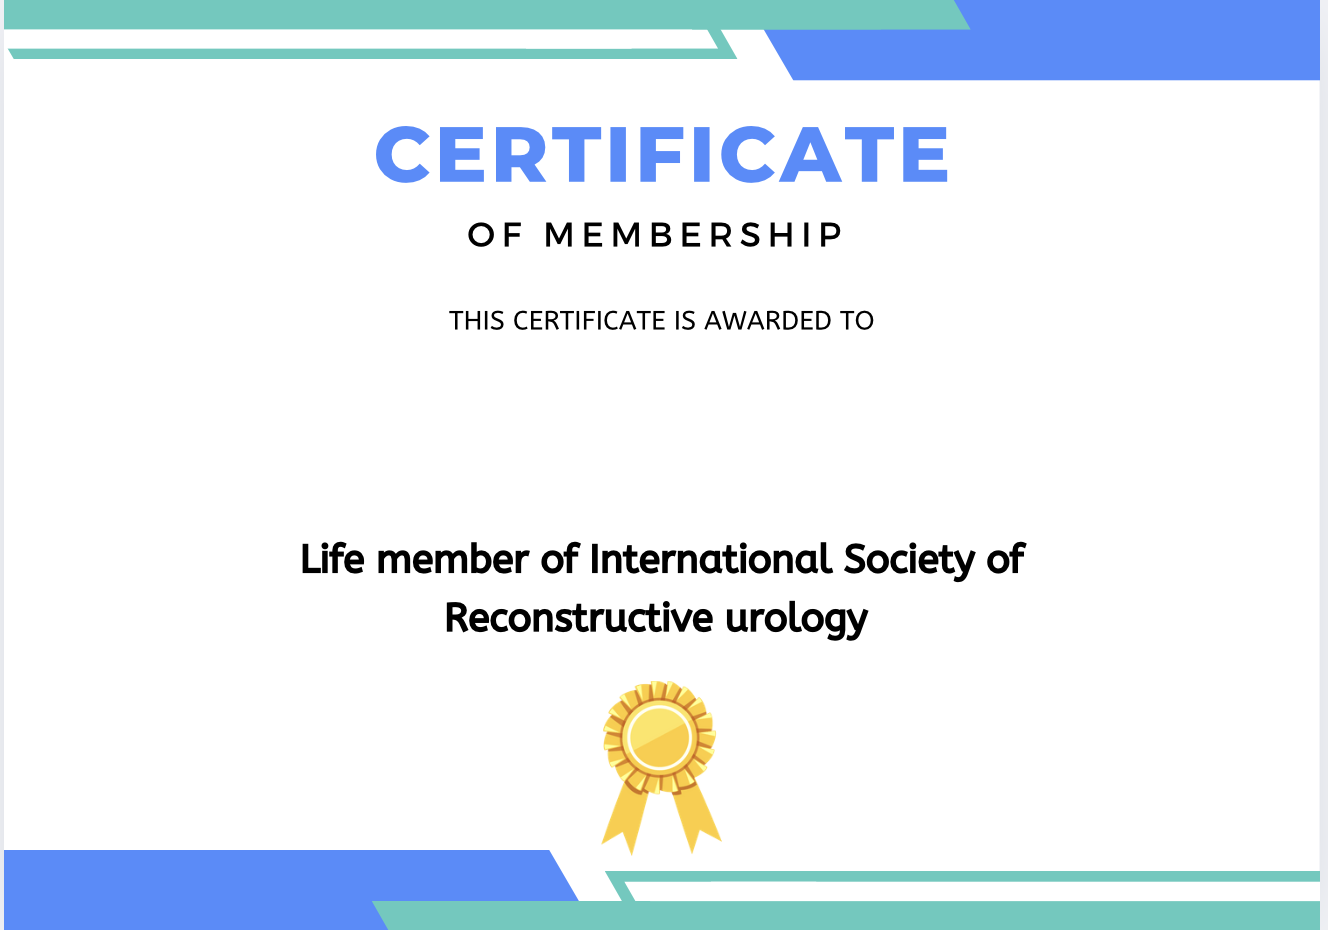 CERTIFICATE
OF MEMBERSHIP
THIS CERTIFICATE IS AWARDED TO
Life member of International Society of
Reconstructive urology